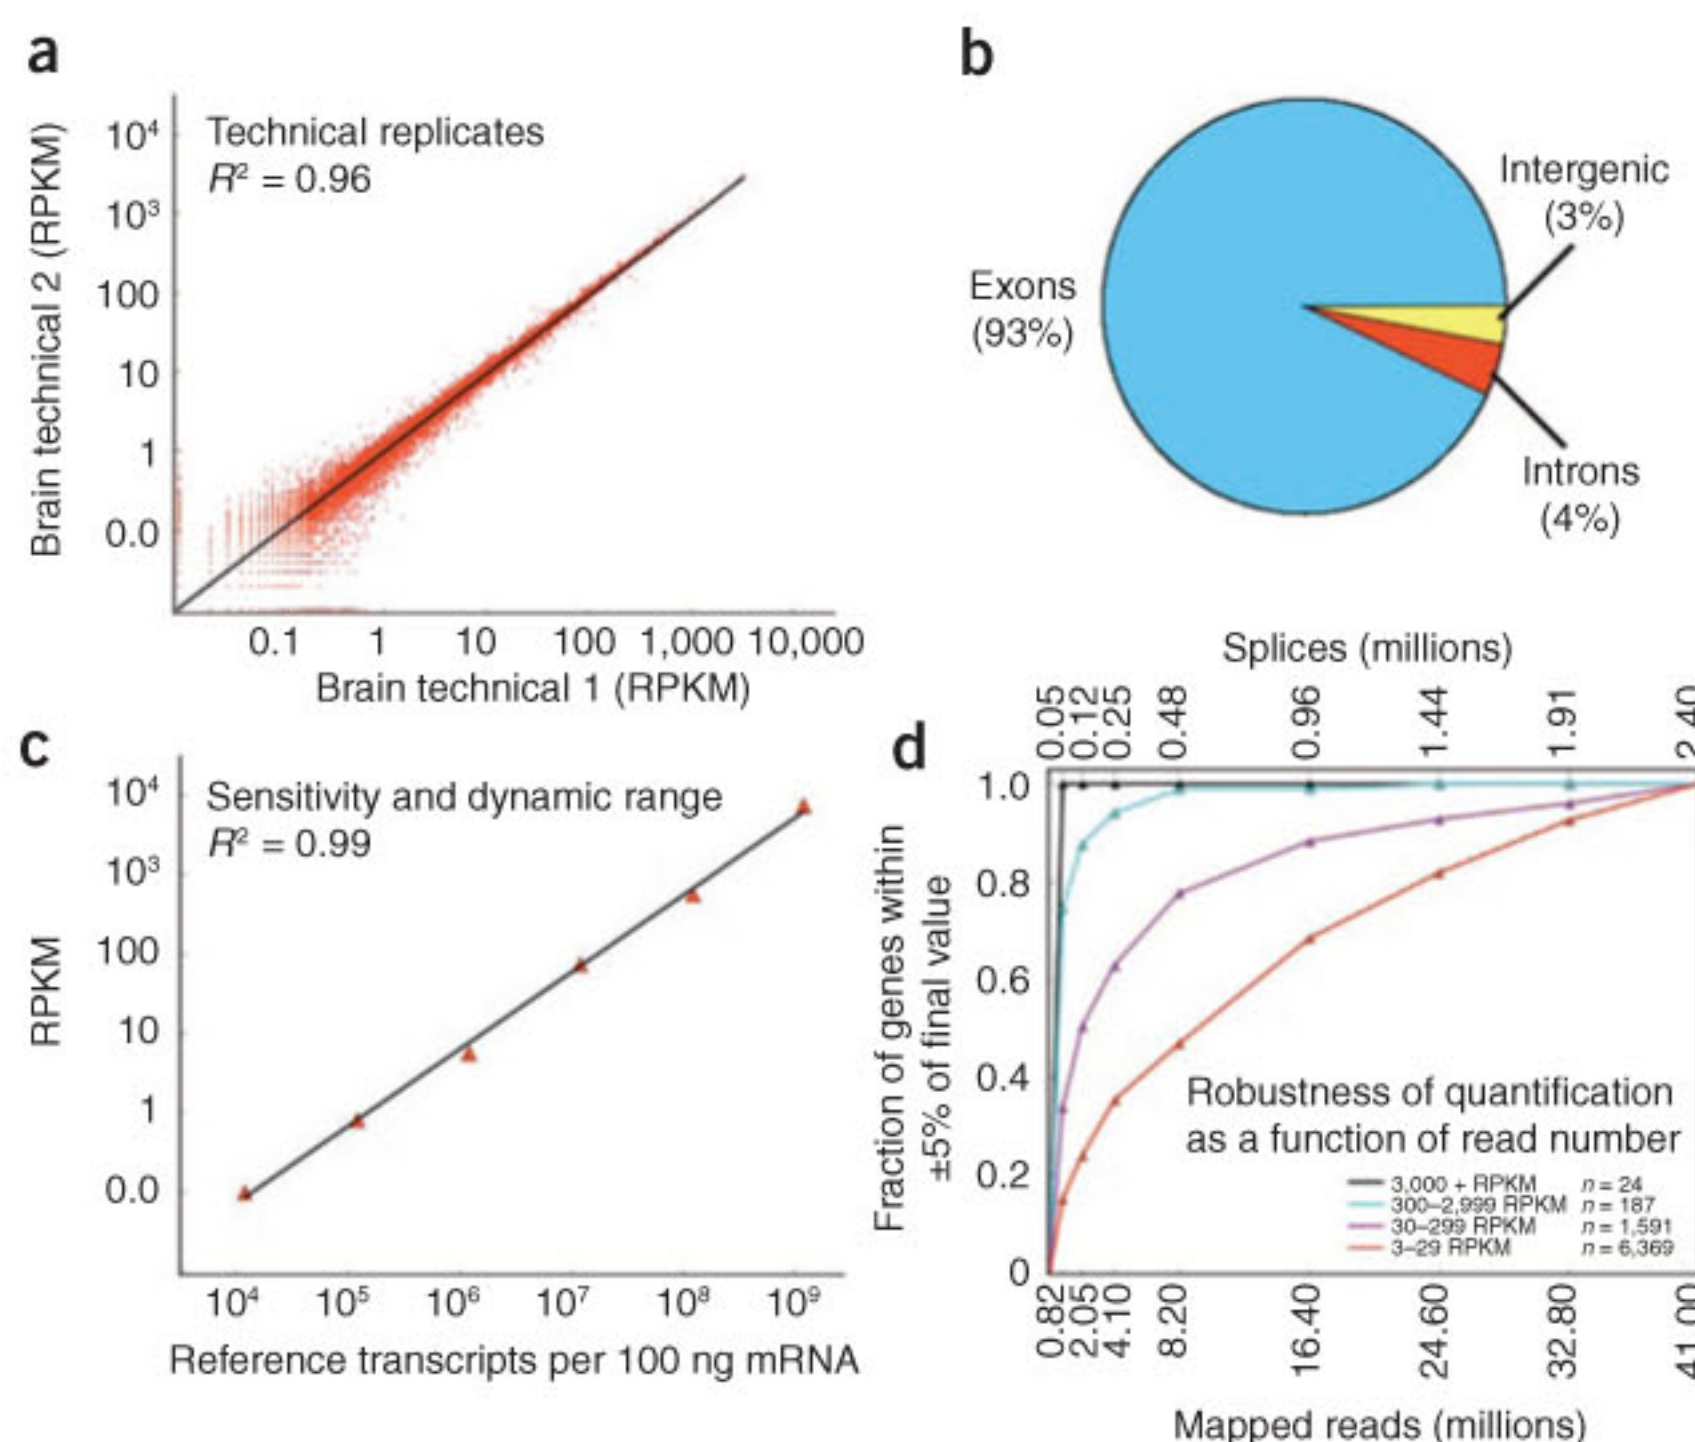 a
Technical replicates
R² = 0.96
Brain technical 2 (RPKM)
10⁴
10³
100
10
1
0.0
0.1 1 10 100 1,000 10,000
Brain technical 1 (RPKM)
b
Exons
(93%)
Intergenic
(3%)
Introns
(4%)
c
Sensitivity and dynamic range
R² = 0.99
RPKM
10⁴
10³
100
10
1
0.0
10⁴ 10⁵ 10⁶ 10⁷ 10⁸ 10⁹
Reference transcripts per 100 ng mRNA
d
Splices (millions)
0.05 0.12 0.25 0.48 0.96 1.44 1.91 2.40
Fraction of genes within
±5% of final value
1.0
0.8
0.6
0.4
0.2
0
Robustness of quantification
as a function of read number
3,000 + RPKM n = 24
300–2,999 RPKM n = 187
30–299 RPKM n = 1,591
3–29 RPKM n = 6,369
0.82 2.05 4.10 8.20 16.40 24.60 32.80 41.00
Mapped reads (millions)